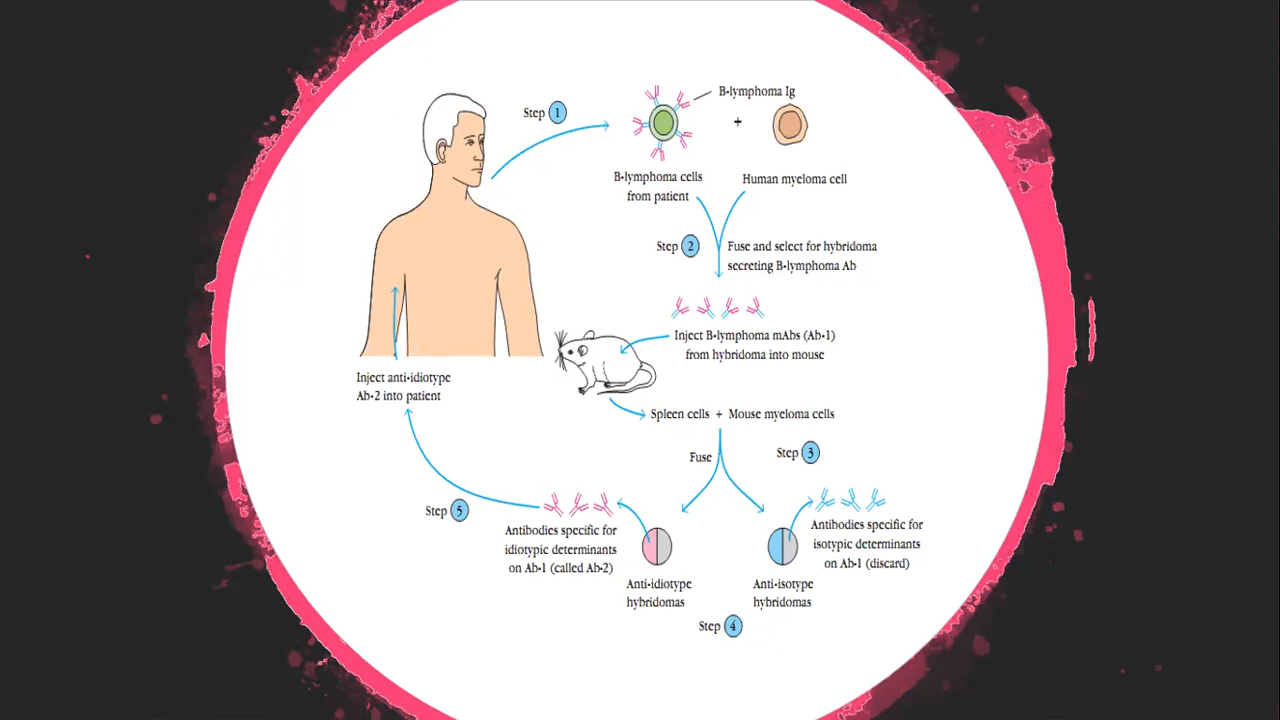 Step 1
B-lymphoma Ig
+
B-lymphoma cells
from patient
Human myeloma cell
Step 2
Fuse and select for hybridoma
secreting B-lymphoma Ab
Inject B-lymphoma mAbs (Ab-1)
from hybridoma into mouse
Spleen cells + Mouse myeloma cells
Fuse
Step 3
Antibodies specific for
isotypic determinants
on Ab-1 (discard)
Antibodies specific for
idiotypic determinants
on Ab-1 (called Ab-2)
Anti-idiotype
hybridomas
Anti-isotype
hybridomas
Step 4
Step 5
Inject anti-idiotype
Ab-2 into patient